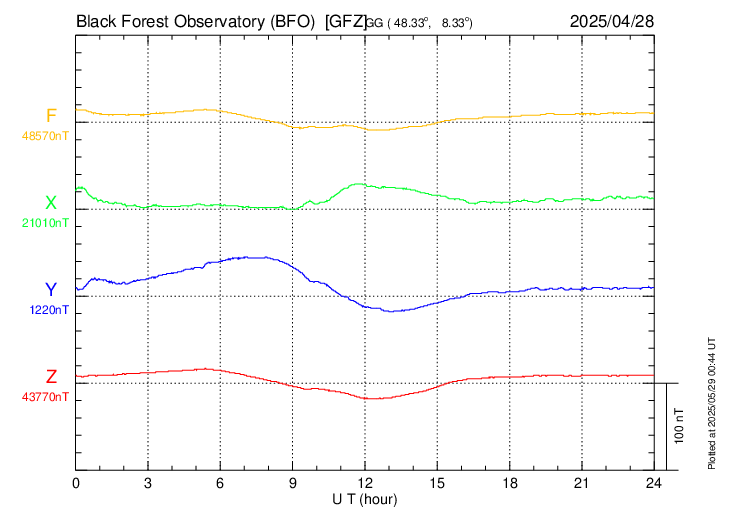 Black Forest Observatory (BFO) [GFZ]GG ( 48.33°, 8.33°) 2025/04/28
F
48570nT
X
21010nT
Y
1220nT
Z
43770nT
0 3 6 9 12 15 18 21 24
U T (hour)
100 nT
Plotted at 2025/05/29 00:44 UT